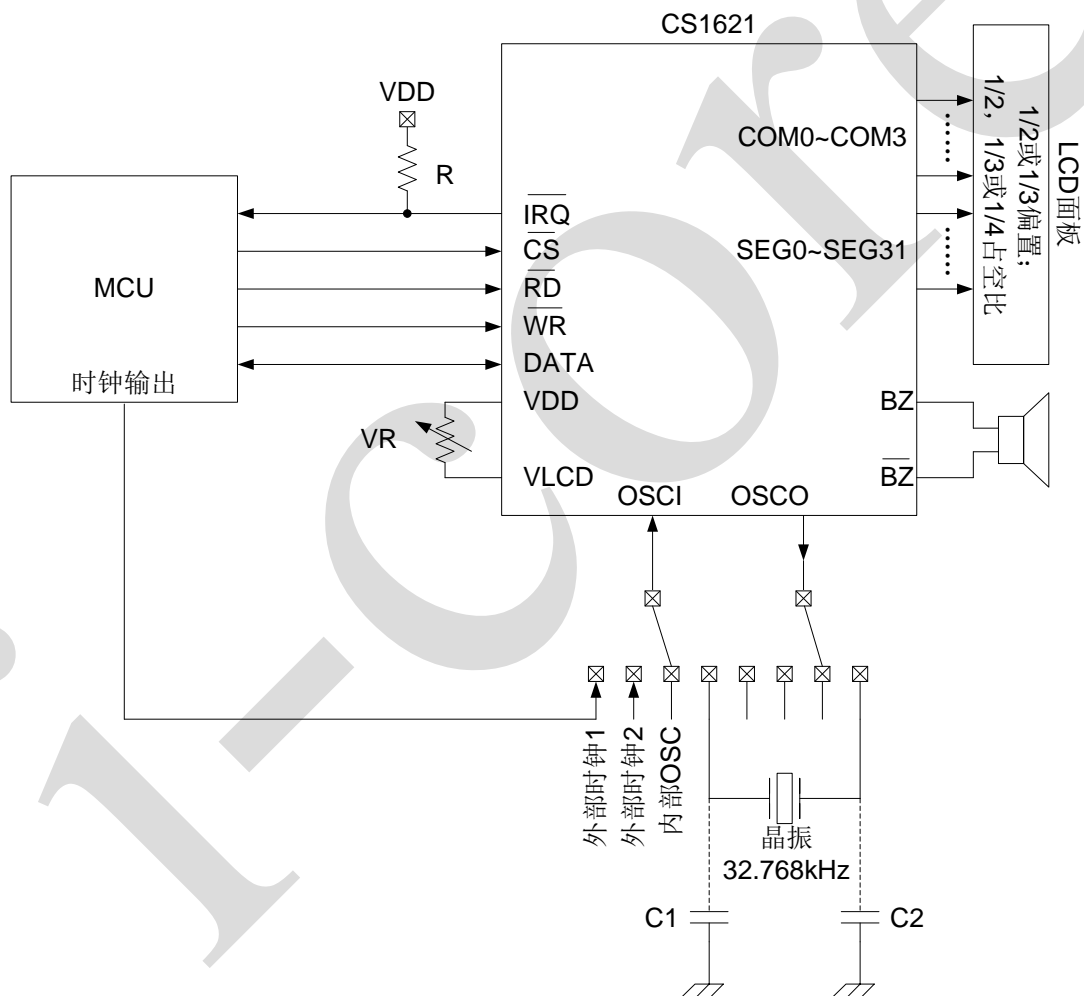 CS1621
VDD
R
MCU
时钟输出
IRQ
CS
RD
WR
DATA
VDD
VLCD
VR
COM0~COM3
SEG0~SEG31
BZ
BZ
OSCI
OSCO
LCD面板
1/2或1/3偏置;
1/2, 1/3或1/4占空比
外部时钟1
外部时钟2
内部OSC
晶振
32.768kHz
C1
C2
i-core